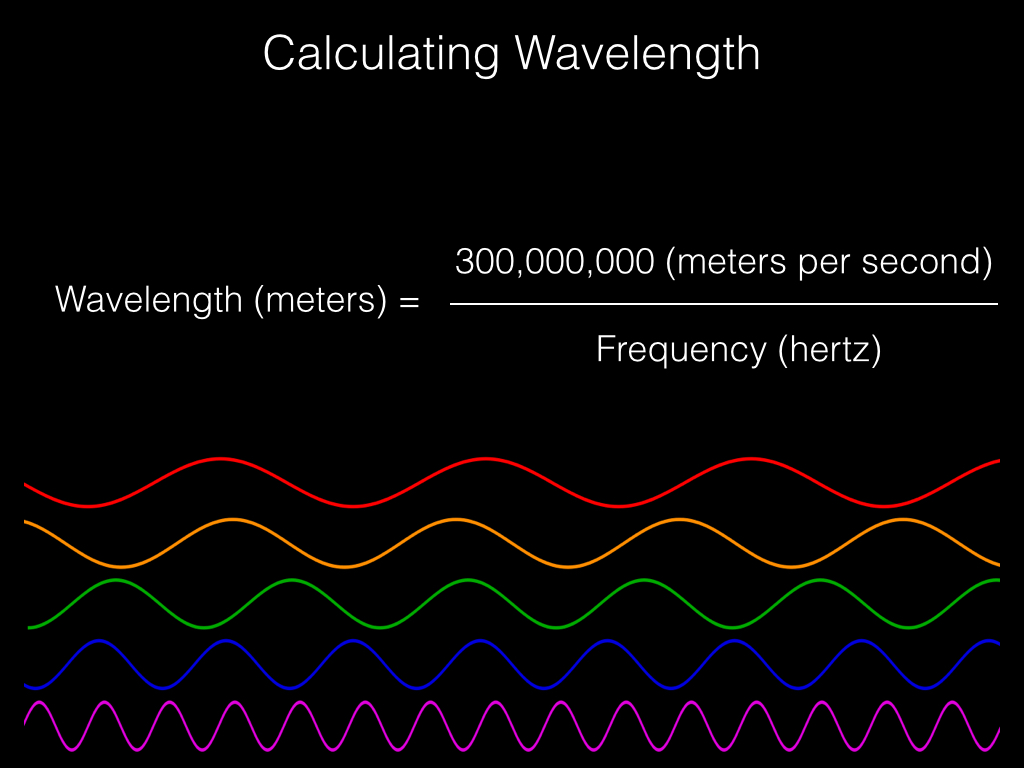 Calculating Wavelength
300,000,000 (meters per second)
Wavelength (meters) =
Frequency (hertz)